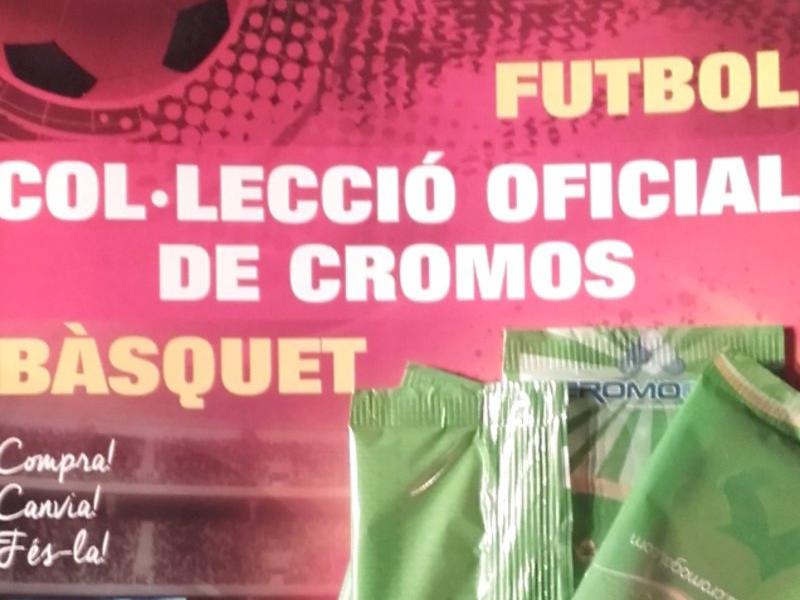 FUTBOL
COL·LECCIÓ OFICIAL
DE CROMOS
BÀSQUET
Compra!
Canvia!
Fés-la!